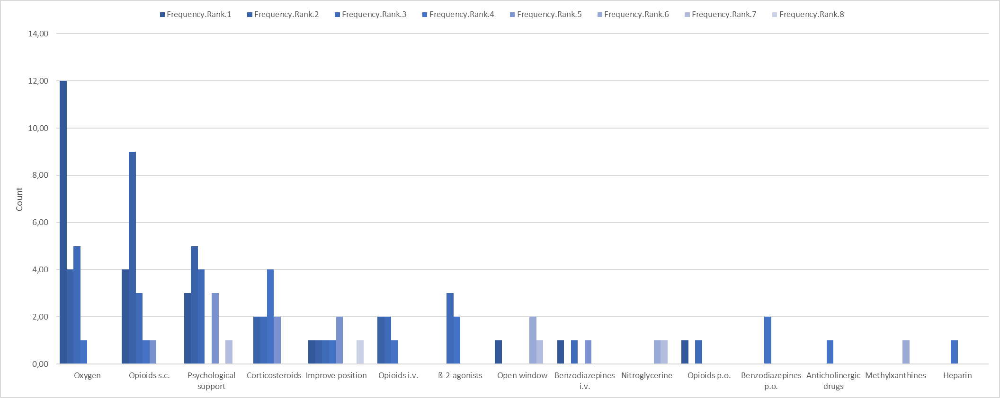 Frequency.Rank.1 Frequency.Rank.2 Frequency.Rank.3 Frequency.Rank.4 Frequency.Rank.5 Frequency.Rank.6 Frequency.Rank.7 Frequency.Rank.8
14,00
12,00
10,00
8,00
6,00
4,00
2,00
0,00
Count
Oxygen
Opioids s.c.
Psychological
support
Corticosteroids
Improve position
Opioids i.v.
ß-2-agonists
Open window
Benzodiazepines
i.v.
Nitroglycerine
Opioids p.o.
Benzodiazepines
p.o.
Anticholinergic
drugs
Methylxanthines
Heparin